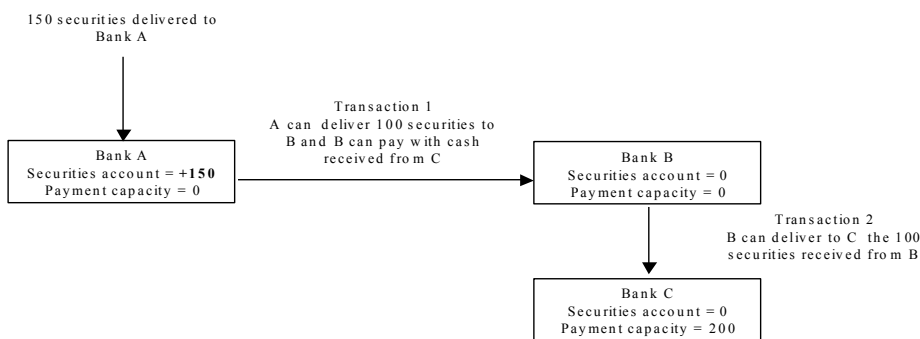 150 securities delivered to
Bank A
Transaction 1
A can deliver 100 securities to
B and B can pay with cash
received from C
Bank A
Securities account = +150
Payment capacity = 0
Bank B
Securities account = 0
Payment capacity = 0
Transaction 2
B can deliver to C the 100
securities received from B
Bank C
Securities account = 0
Payment capacity = 200